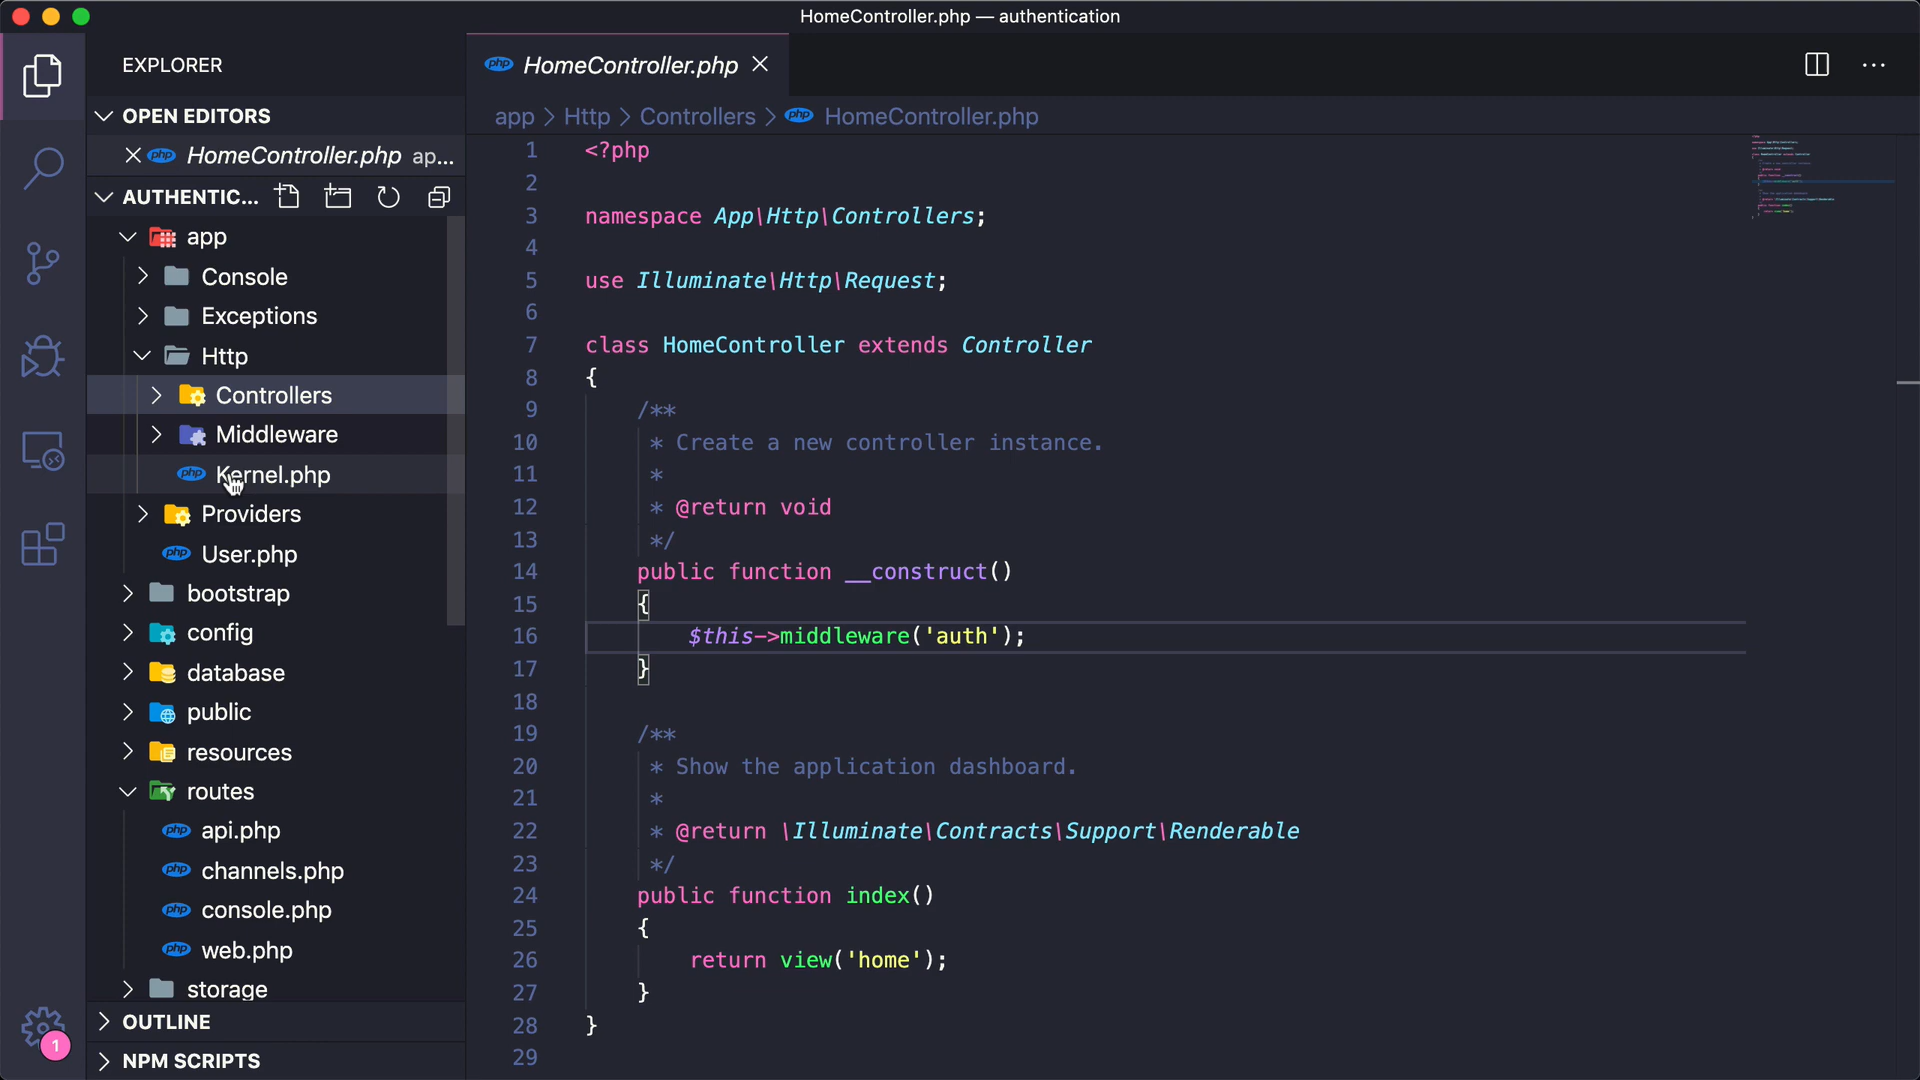 HomeController.php — authentication
EXPLORER
OPEN EDITORS
HomeController.php ap...
AUTHENTIC...
app
Console
Exceptions
Http
Controllers
Middleware
Kernel.php
Providers
User.php
bootstrap
config
database
public
resources
routes
api.php
channels.php
console.php
web.php
storage
OUTLINE
NPM SCRIPTS
1
php HomeController.php
app > Http > Controllers > php HomeController.php
1 <?php
2
3 namespace App\Http\Controllers;
4
5 use Illuminate\Http\Request;
6
7 class HomeController extends Controller
8 {
9 /**
10 * Create a new controller instance.
11 *
12 * @return void
13 */
14 public function __construct()
15 {
16 $this->middleware('auth');
17 }
18
19 /**
20 * Show the application dashboard.
21 *
22 * @return \Illuminate\Contracts\Support\Renderable
23 */
24 public function index()
25 {
26 return view('home');
27 }
28 }
29